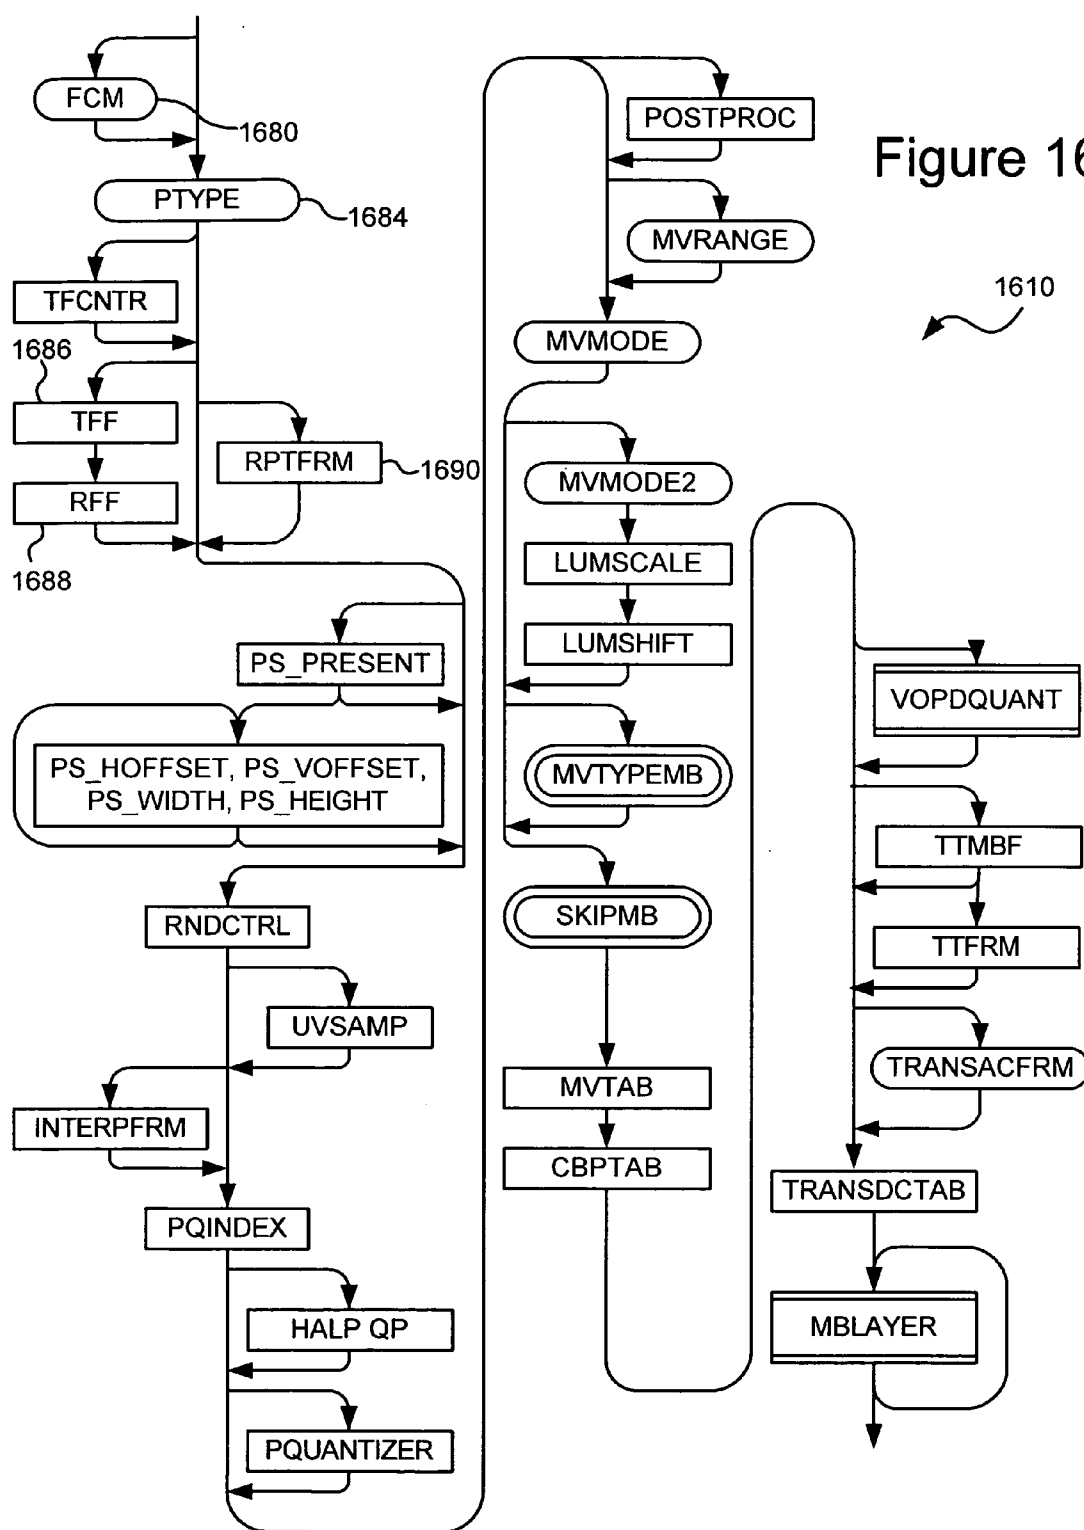 FCM
1680
PTYPE
1684
TFCNTR
1686
TFF
RPTFRM
1690
RFF
1688
PS_PRESENT
PS_HOFFSET, PS_VOFFSET,
PS_WIDTH, PS_HEIGHT
RNDCTRL
UVSAMP
INTERPFRM
PQINDEX
HALP QP
PQUANTIZER
POSTPROC
MVRANGE
MVMODE
MVMODE2
LUMSCALE
LUMSHIFT
MVTYPEMB
SKIPMB
MVTAB
CBPTAB
Figure 16
1610
VOPDQUANT
TTMBF
TTFRM
TRANSACFRM
TRANSDCTAB
MBLAYER